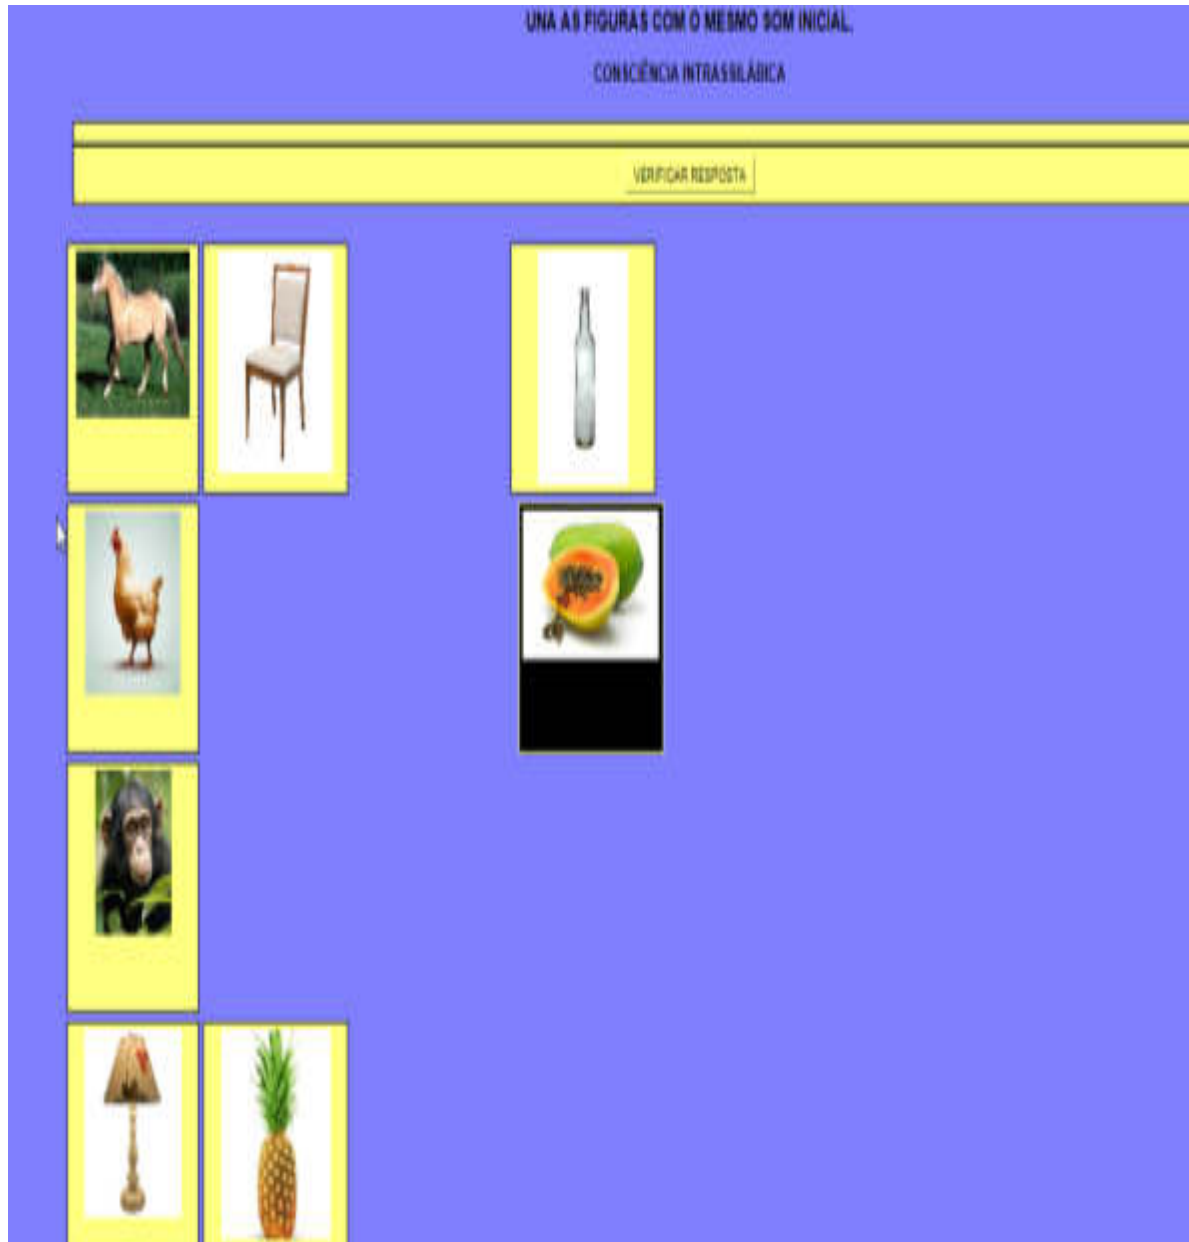 UNA AS FIGURAS COM O MESMO SOM INICIAL.
CONSCIÊNCIA INTRASSILÁBICA
VERIFICAR RESPOSTA